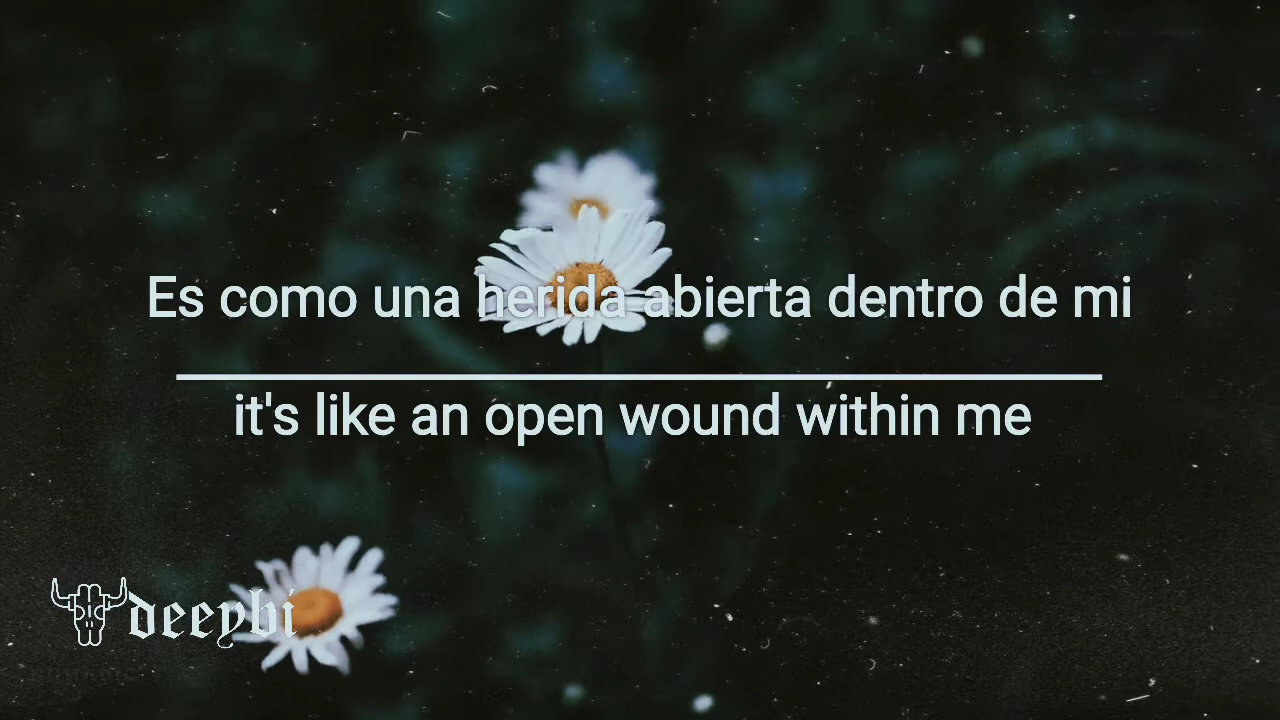 Es como una herida abierta dentro de mi
it's like an open wound within me
deeybi